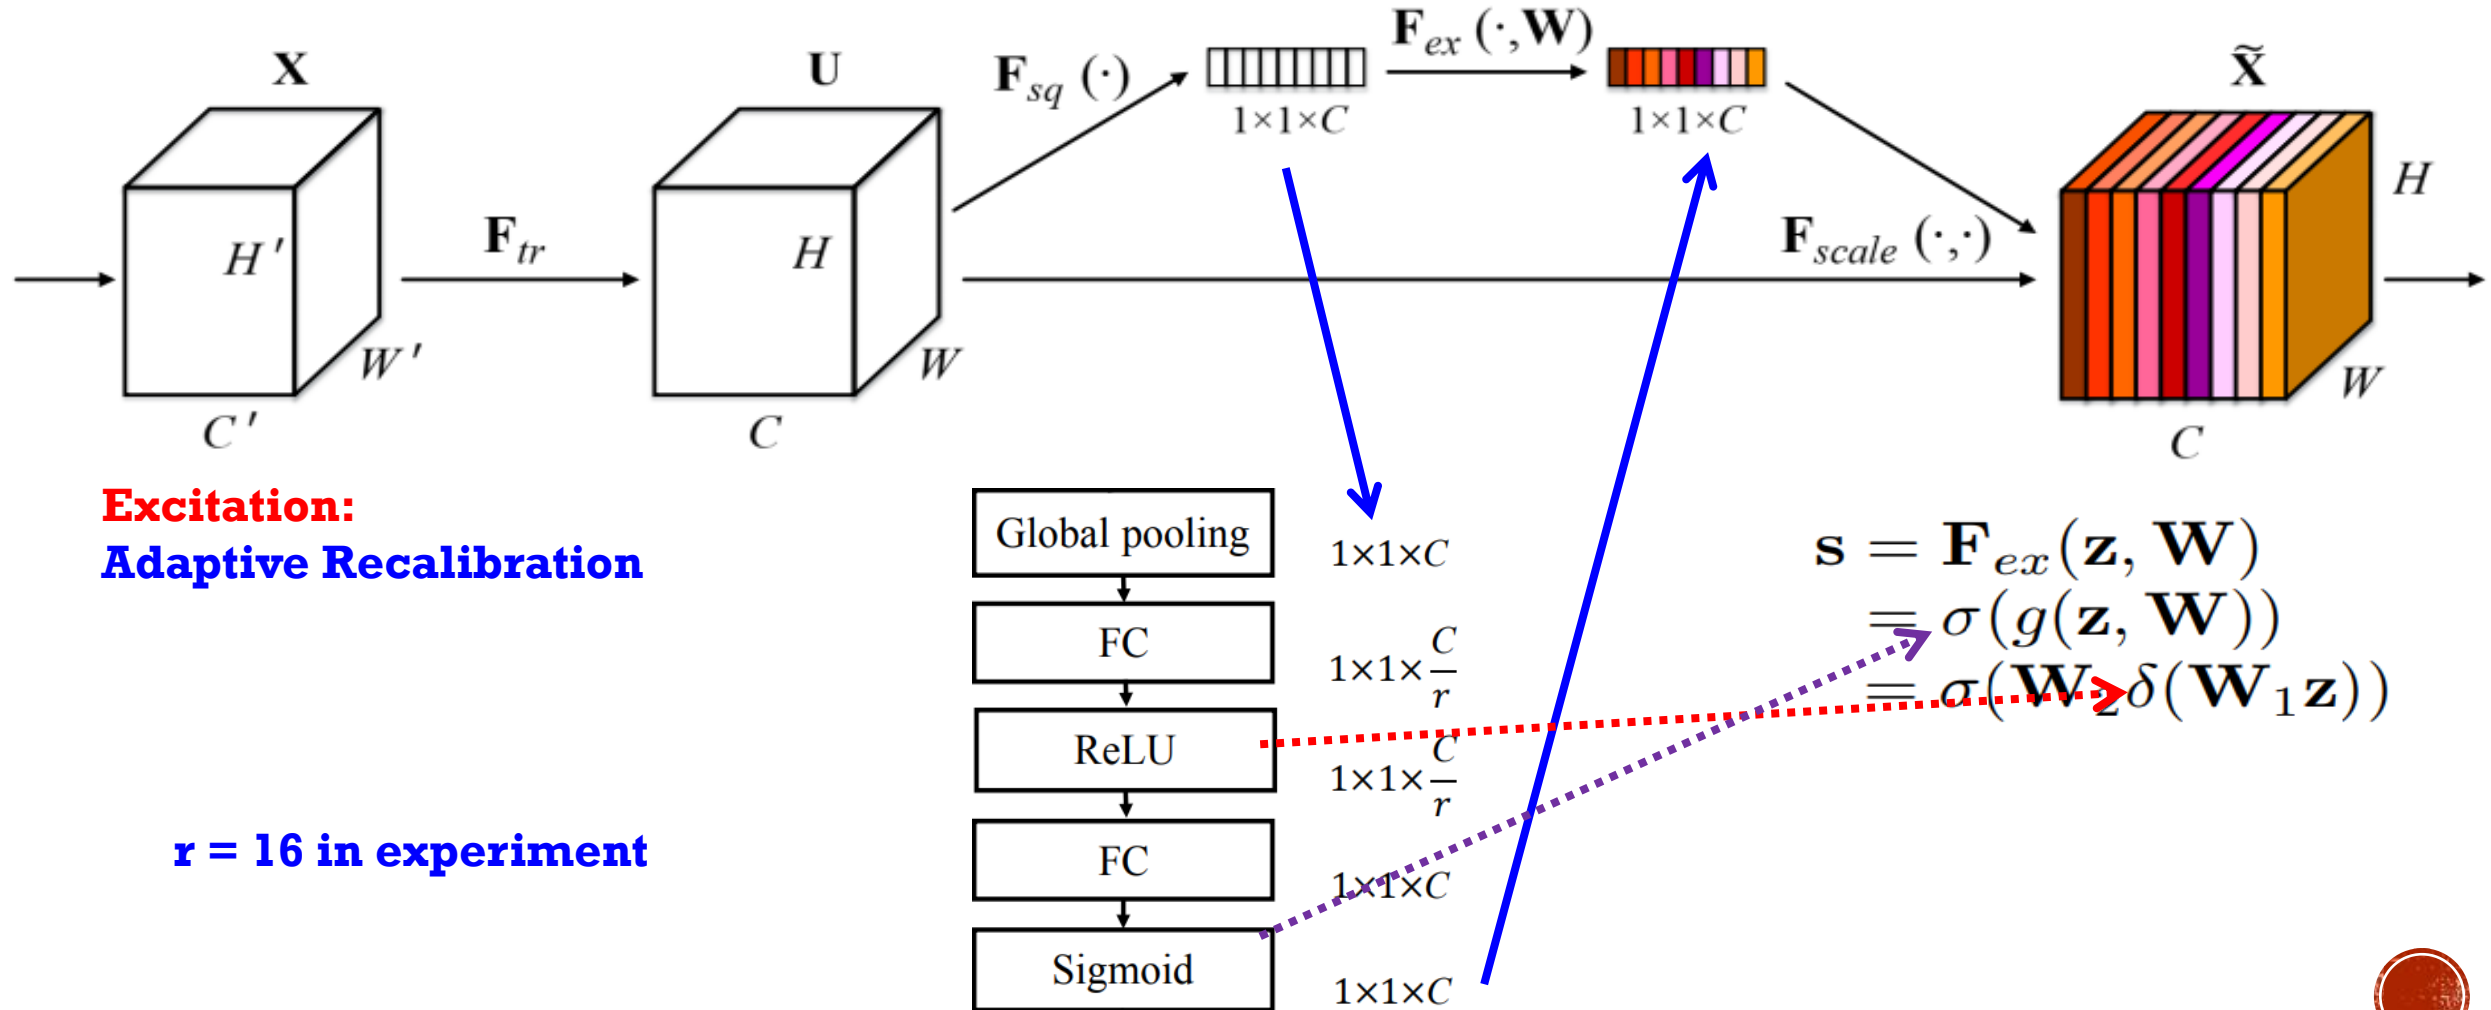 X
U
F_sq (·)
F_ex (·,W)
1×1×C
1×1×C
X̃
H′
W′
C′
F_tr
H
W
C
F_scale (·,·)
H
W
C
Excitation:
Adaptive Recalibration
r = 16 in experiment
Global pooling
1×1×C
FC
1×1×C/r
ReLU
1×1×C/r
FC
1×1×C
Sigmoid
1×1×C
s = F_ex(z, W)
= σ(g(z, W))
= σ(W_2δ(W_1z))